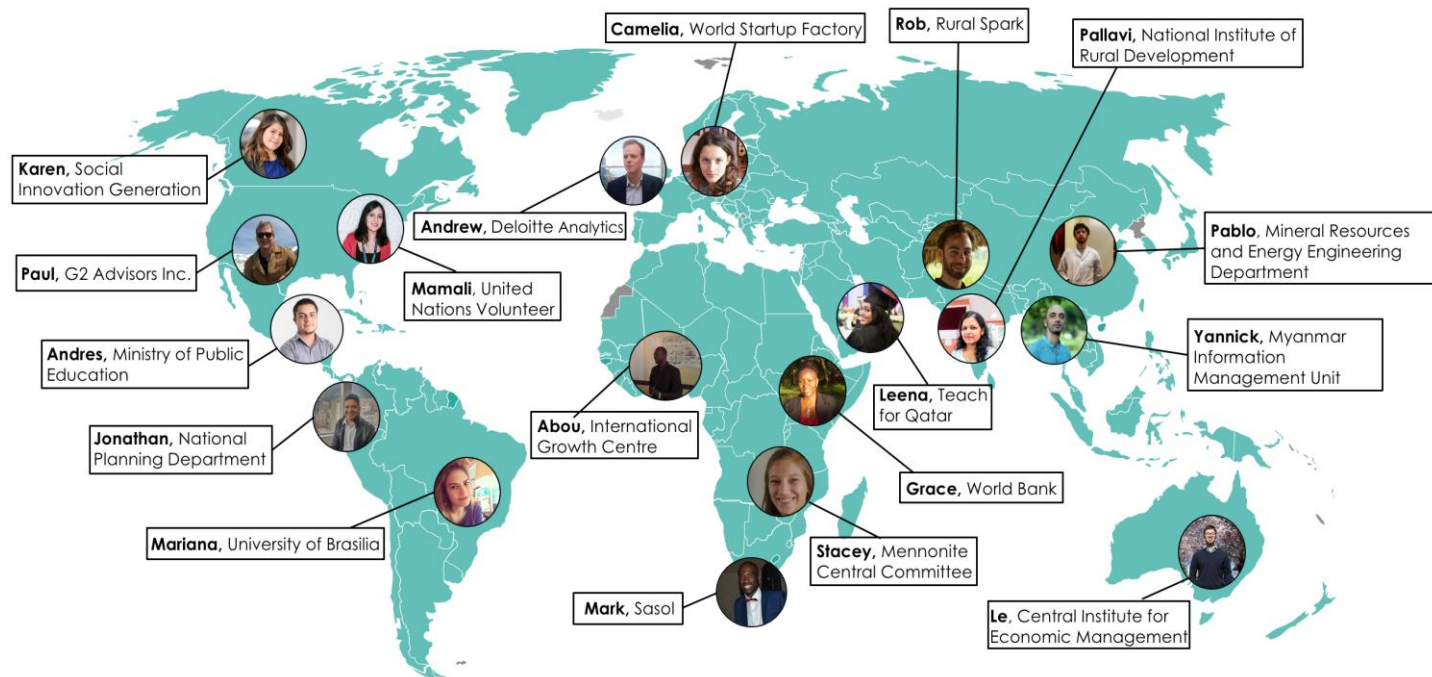 Camelia, World Startup Factory
Rob, Rural Spark
Pallavi, National Institute of
Rural Development
Karen, Social
Innovation Generation
Andrew, Deloitte Analytics
Pablo, Mineral Resources
and Energy Engineering
Department
Paul, G2 Advisors Inc.
Mamali, United
Nations Volunteer
Andres, Ministry of Public
Education
Yannick, Myanmar
Information
Management Unit
Leena, Teach
for Qatar
Abou, International
Growth Centre
Jonathan, National
Planning Department
Grace, World Bank
Mariana, University of Brasilia
Stacey, Mennonite
Central Committee
Mark, Sasol
Le, Central Institute for
Economic Management